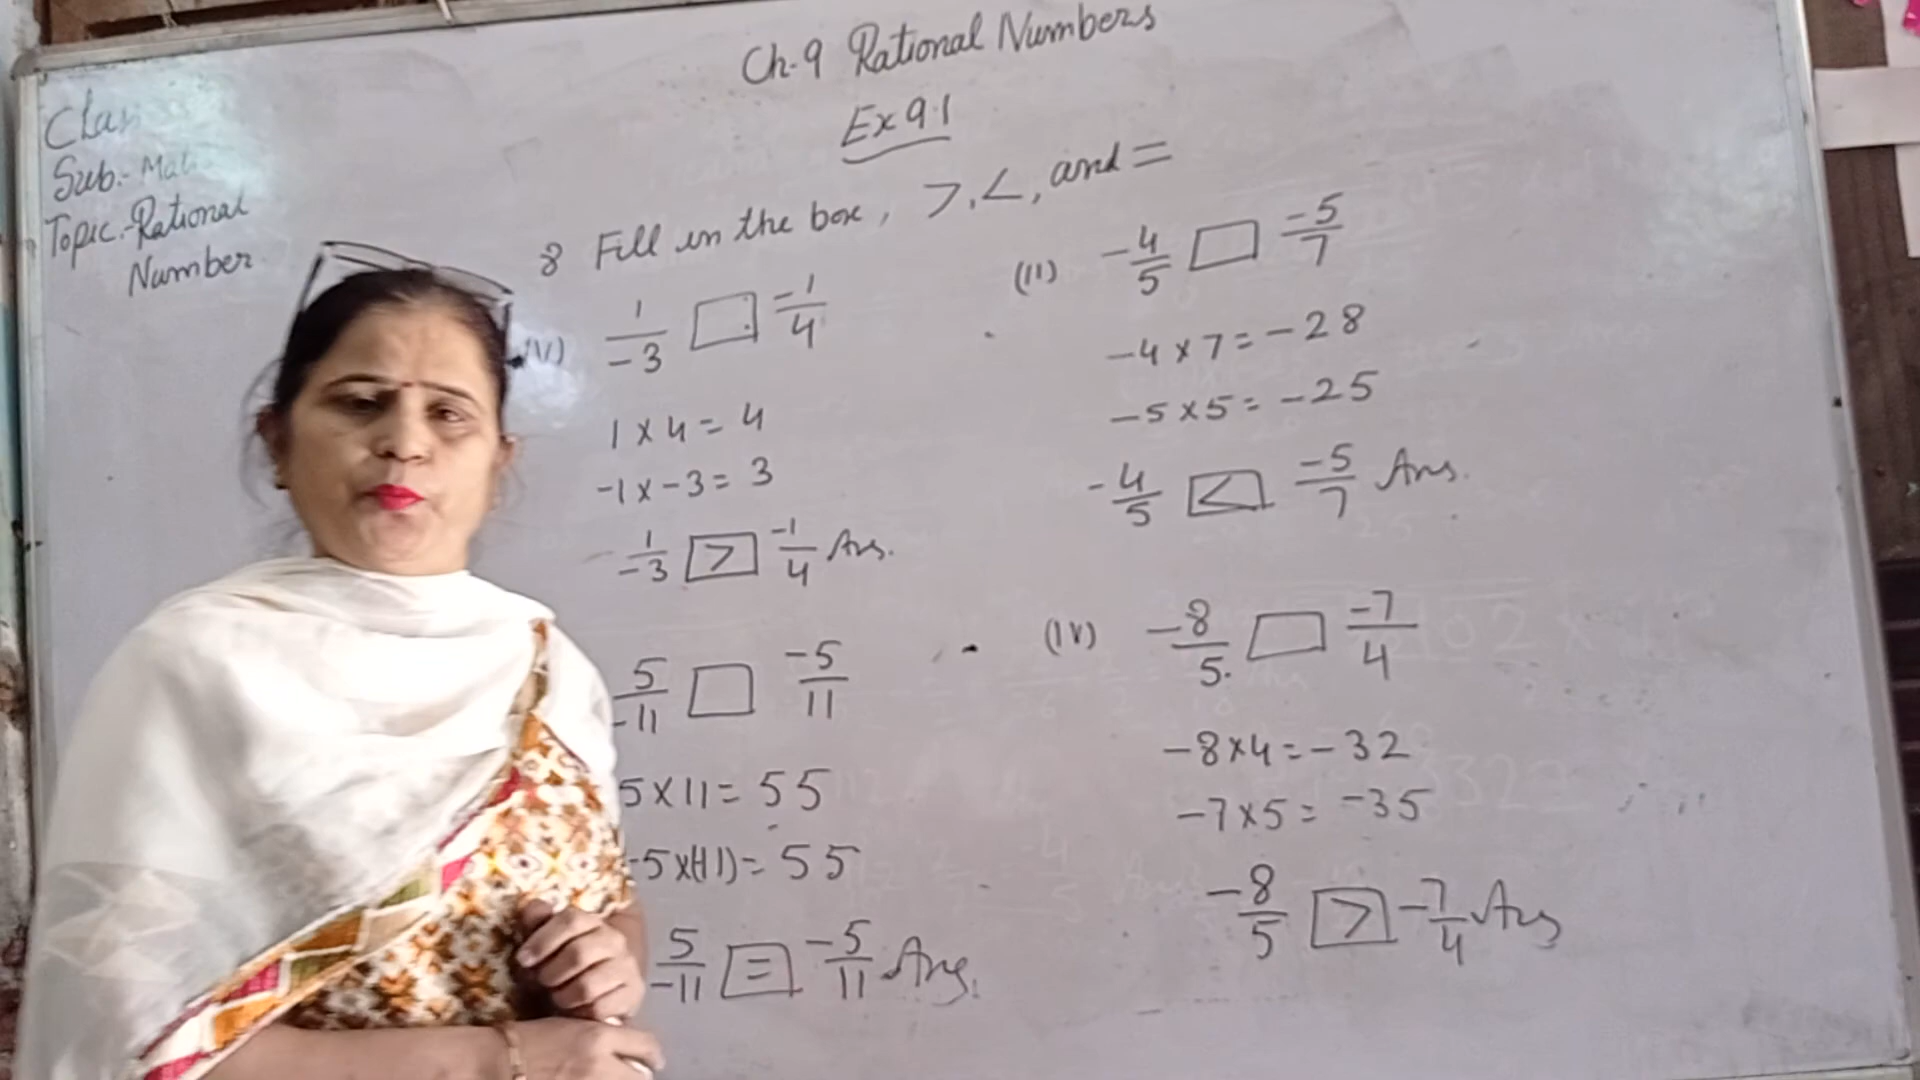 Ch.9 Rational Numbers
Ex 9.1
Sub:- Mat
Topic:- Rational
Number
8 Fill in the box, >, <, and =
(V) 1/-3 □ -1/4
1 x 4 = 4
-1 x -3 = 3
1/-3 [>] -1/4 Ans.
5/-11 □ -5/11
5 x 11 = 55
-5 x (-11) = 55
5/-11 [=] -5/11 Ans.
(II) -4/5 □ -5/7
-4 x 7 = -28
-5 x 5 = -25
-4/5 [<] -5/7 Ans.
(IV) -8/5 □ -7/4
-8 x 4 = -32
-7 x 5 = -35
-8/5 [>] -7/4 Ans